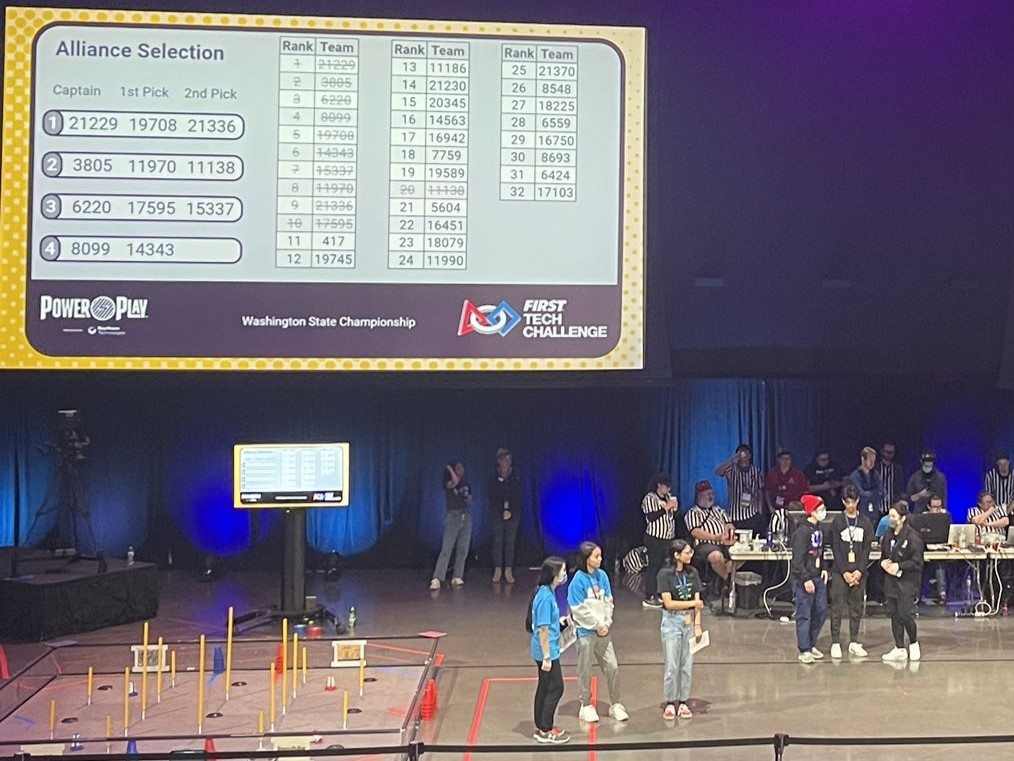 Alliance Selection
Captain 1st Pick 2nd Pick
1 21229 19708 21336
2 3805 11970 11138
3 6220 17595 15337
4 8099 14343
Rank Team
1 21229
2 3805
3 6220
4 8099
5 19708
6 14343
7 15337
8 11970
9 21336
10 17595
11 417
12 19745
Rank Team
13 11186
14 21230
15 20345
16 14563
17 16942
18 7759
19 19589
20 11138
21 5604
22 16451
23 18079
24 11990
Rank Team
25 21370
26 8548
27 18225
28 6559
29 16750
30 8693
31 6424
32 17103
POWER PLAY
Washington State Championship
FIRST
TECH
CHALLENGE